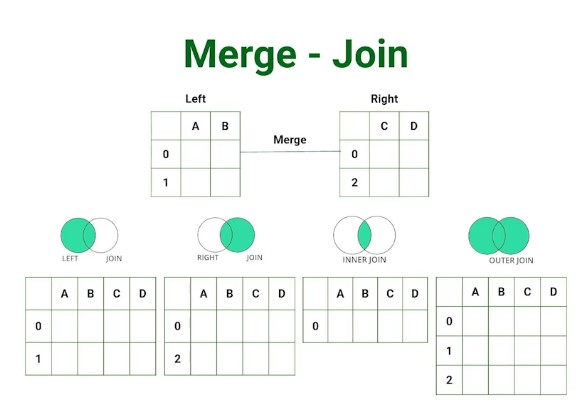 Merge - Join
Left Right
A B
C D
Merge
0
0
1
2
LEFT JOIN
RIGHT JOIN
INNER JOIN
OUTER JOIN
A B C D
0
1
A B C D
0
2
A B C D
0
A B C D
0
1
2